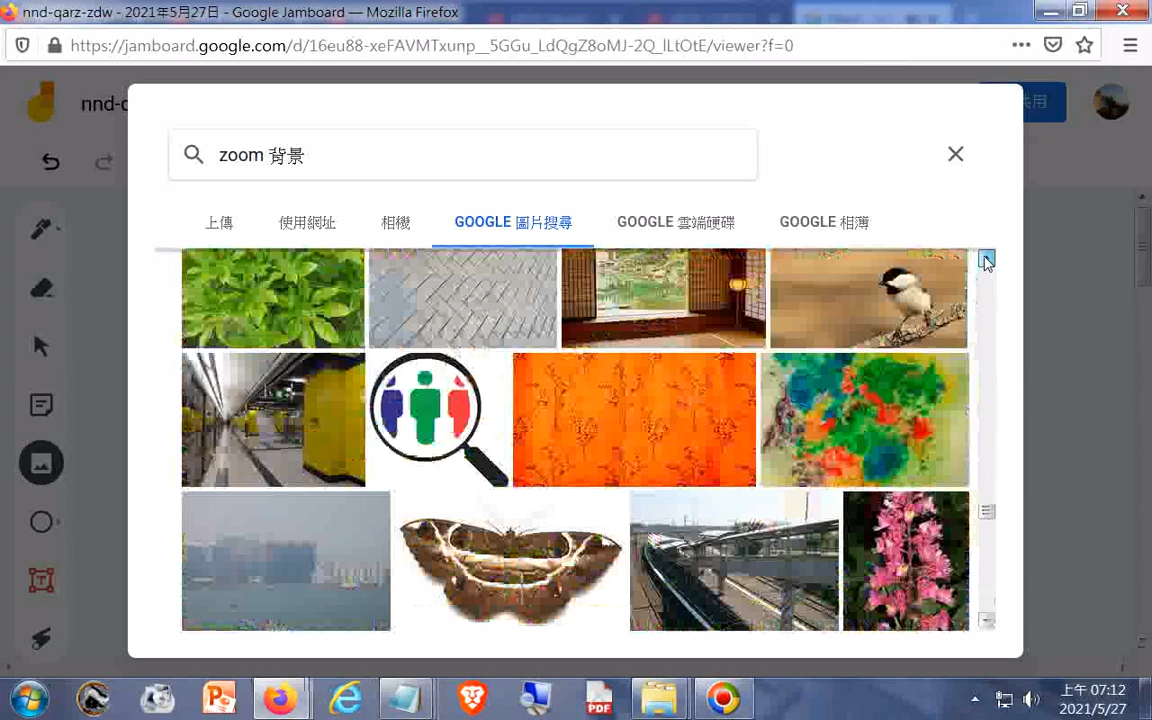 nnd-qarz-zdw - 2021年5月27日 - Google Jamboard — Mozilla Firefox
https://jamboard.google.com/d/16eu88-xeFAVMTxunp__5GGu_LdQgZ8oMJ-2Q_lLtOtE/viewer?f=0
nnd-q
用
zoom 背景
上傳
使用網址
相機
GOOGLE 圖片搜尋
GOOGLE 雲端硬碟
GOOGLE 相簿
PDF
上午 07:12
2021/5/27